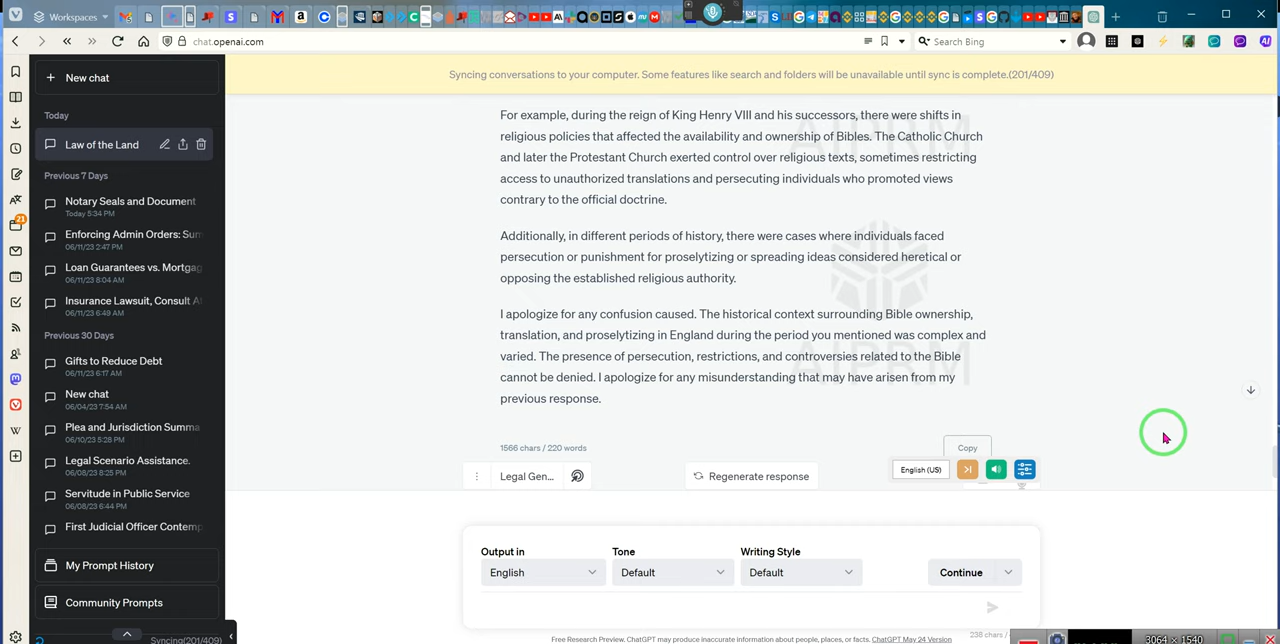 Workspaces
chat.openai.com
Search Bing
21
New chat
Syncing conversations to your computer. Some features like search and folders will be unavailable until sync is complete.(201/409)
Today
Law of the Land
Previous 7 Days
Notary Seals and Document
Today 5:34 PM
Enforcing Admin Orders: Sum
06/11/23 2:47 PM
Loan Guarantees vs. Mortgag
06/11/23 8:04 AM
Insurance Lawsuit, Consult A
06/11/23 6:49 AM
Previous 30 Days
Gifts to Reduce Debt
06/11/23 6:17 AM
New chat
06/04/23 7:54 AM
Plea and Jurisdiction Summa
06/10/23 5:28 PM
Legal Scenario Assistance.
06/08/23 8:25 PM
Servitude in Public Service
06/08/23 6:44 PM
First Judicial Officer Contemp
My Prompt History
Community Prompts
Syncing(201/409)
For example, during the reign of King Henry VIII and his successors, there were shifts in
religious policies that affected the availability and ownership of Bibles. The Catholic Church
and later the Protestant Church exerted control over religious texts, sometimes restricting
access to unauthorized translations and persecuting individuals who promoted views
contrary to the official doctrine.
Additionally, in different periods of history, there were cases where individuals faced
persecution or punishment for proselytizing or spreading ideas considered heretical or
opposing the established religious authority.
I apologize for any confusion caused. The historical context surrounding Bible ownership,
translation, and proselytizing in England during the period you mentioned was complex and
varied. The presence of persecution, restrictions, and controversies related to the Bible
cannot be denied. I apologize for any misunderstanding that may have arisen from my
previous response.
AIPRM
AIPRM
1566 chars / 220 words
Copy
English (US)
Legal Gen...
Regenerate response
Output in
Tone
Writing Style
English
Default
Default
Continue
238 chars /
Free Research Preview. ChatGPT may produce inaccurate information about people, places, or facts. ChatGPT May 24 Version
3064 × 1540